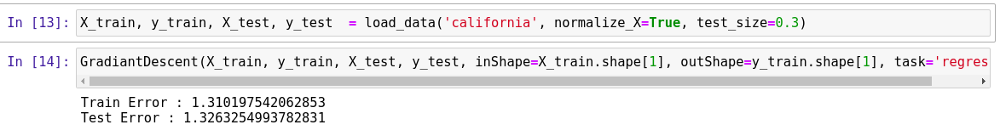 In [13]: X_train, y_train, X_test, y_test  = load_data('california', normalize_X=True, test_size=0.3)
In [14]: GradiantDescent(X_train, y_train, X_test, y_test, inShape=X_train.shape[1], outShape=y_train.shape[1], task='regres
Train Error : 1.310197542062853
Test Error : 1.3263254993782831